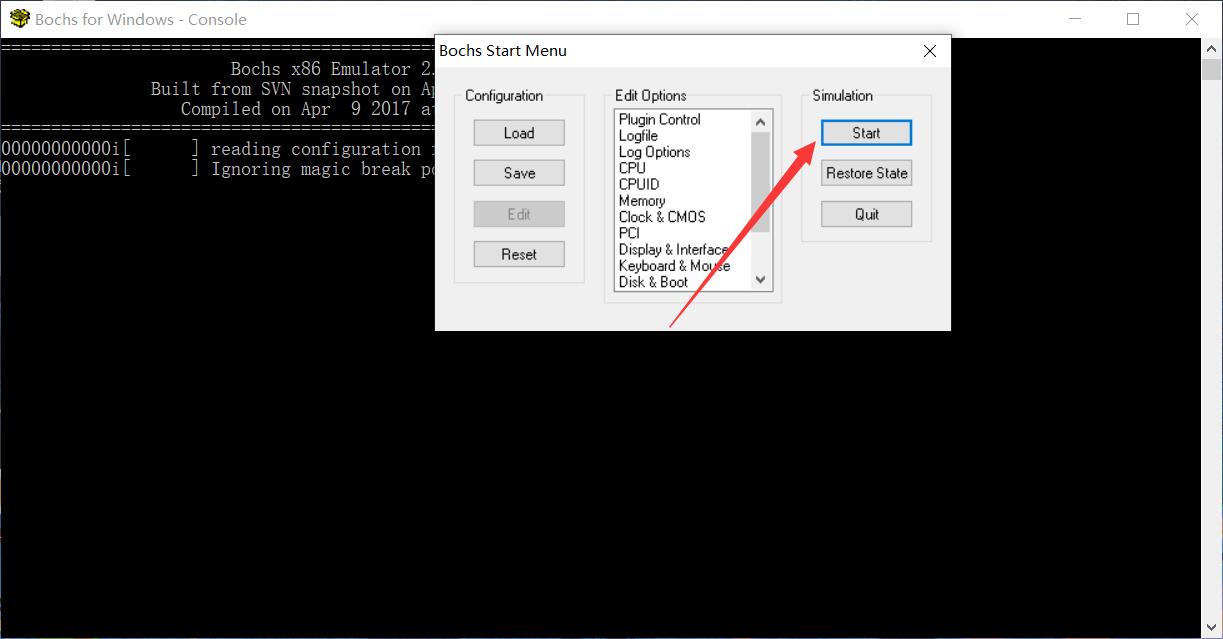 Bochs for Windows - Console
========================================
Bochs x86 Emulator 2.
Built from SVN snapshot on Ap
Compiled on Apr  9 2017 at
========================================
00000000000i[      ] reading configuration
00000000000i[      ] Ignoring magic break po
Bochs Start Menu
Configuration
Load
Save
Edit
Reset
Edit Options
Plugin Control
Logfile
Log Options
CPU
CPUID
Memory
Clock & CMOS
PCI
Display & Interface
Keyboard & Mouse
Disk & Boot
Simulation
Start
Restore State
Quit